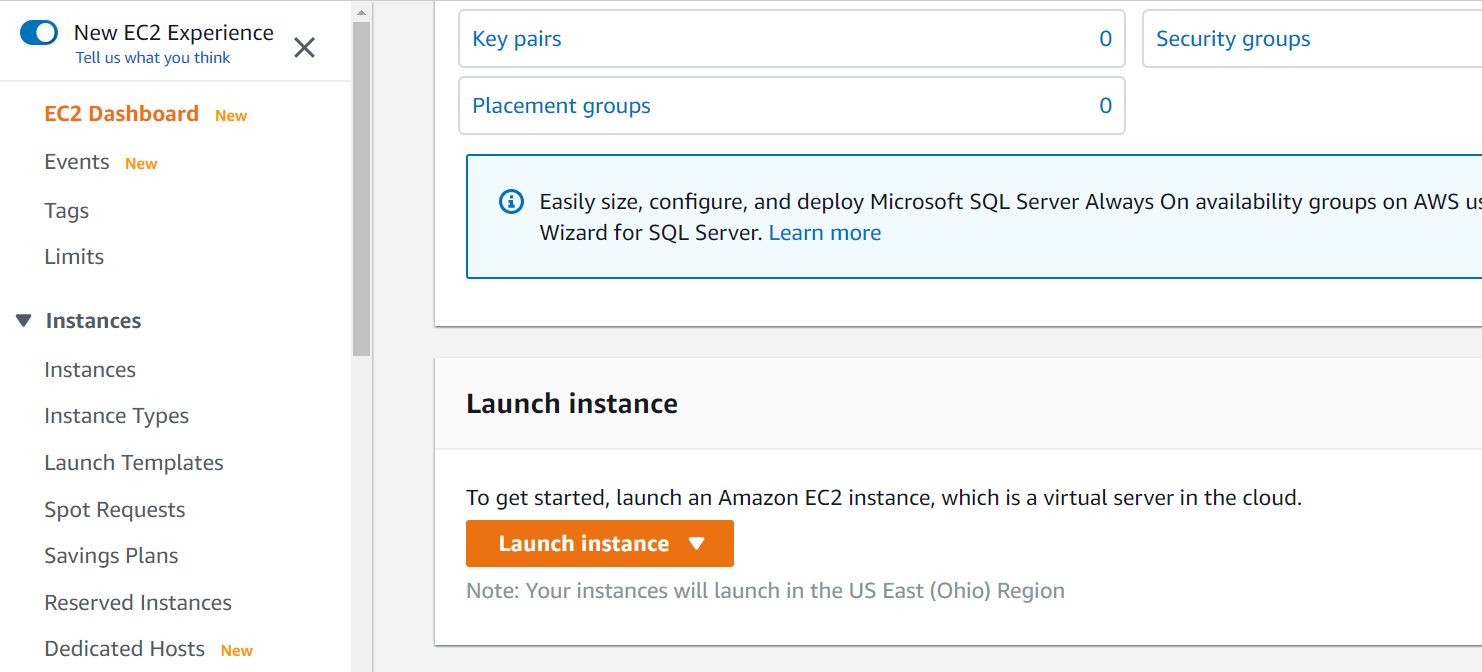 New EC2 Experience
Tell us what you think
EC2 Dashboard New
Events New
Tags
Limits
Instances
Instances
Instance Types
Launch Templates
Spot Requests
Savings Plans
Reserved Instances
Dedicated Hosts New
Key pairs 0
Security groups
Placement groups 0
Easily size, configure, and deploy Microsoft SQL Server Always On availability groups on AWS
Wizard for SQL Server. Learn more
Launch instance
To get started, launch an Amazon EC2 instance, which is a virtual server in the cloud.
Launch instance
Note: Your instances will launch in the US East (Ohio) Region